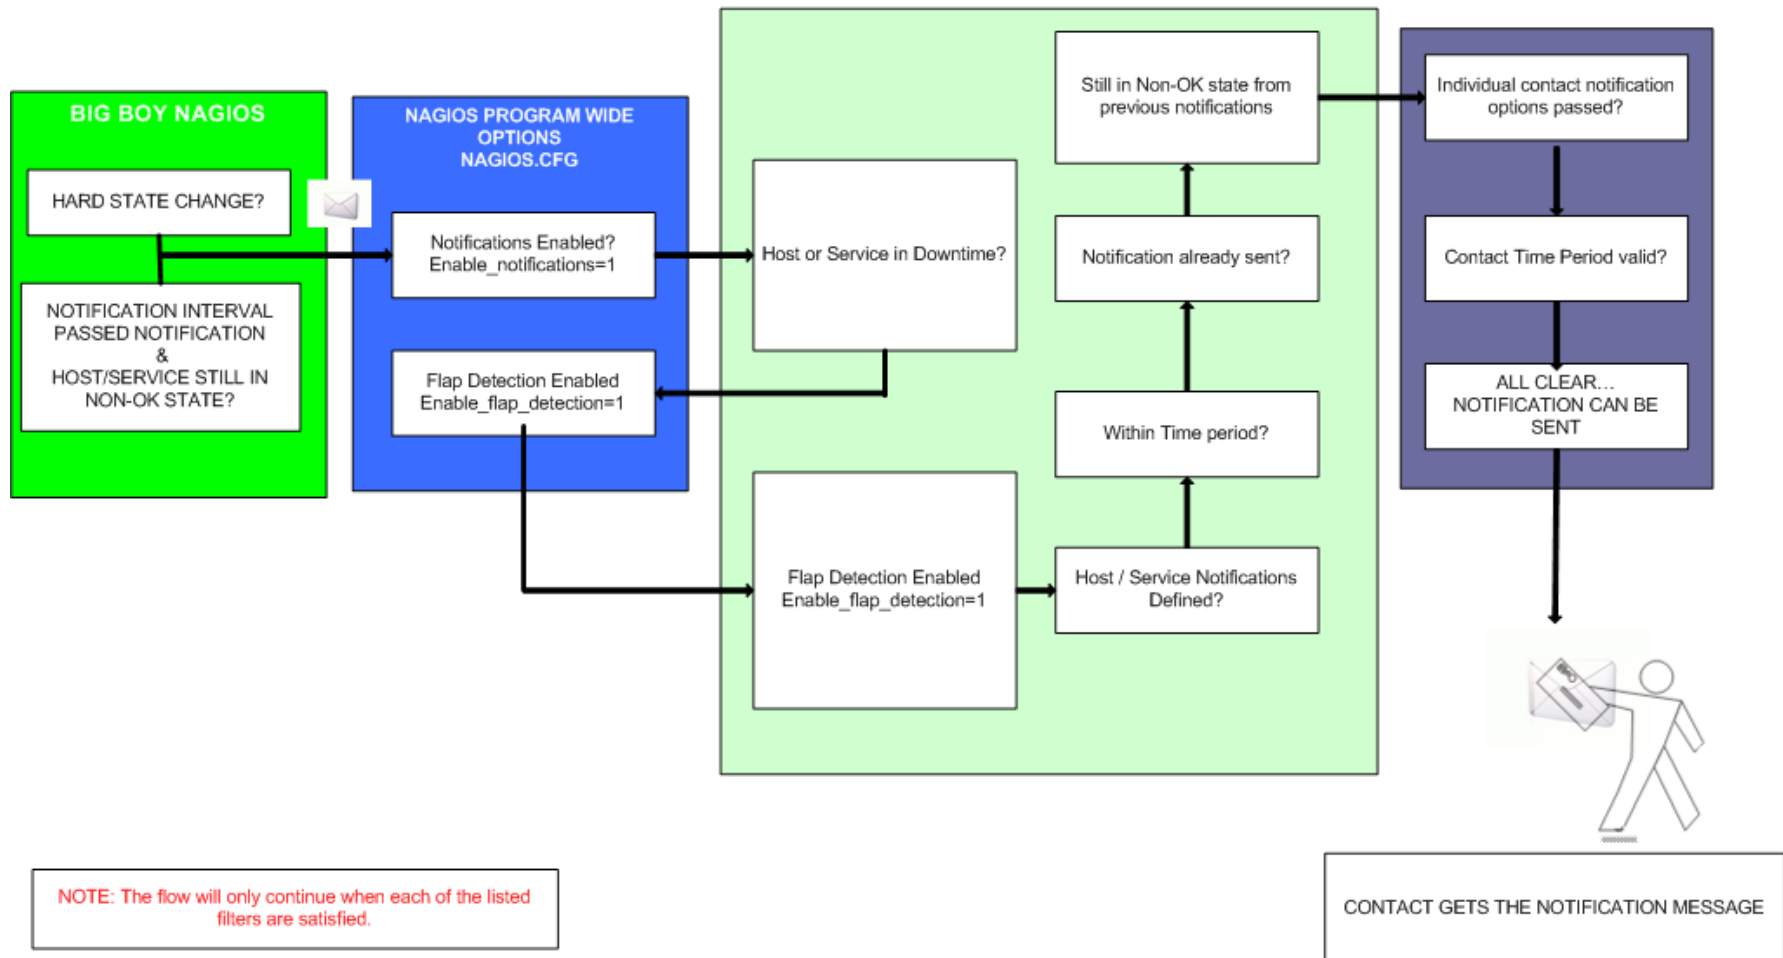 BIG BOY NAGIOS
HARD STATE CHANGE?
NOTIFICATION INTERVAL
PASSED NOTIFICATION
&
HOST/SERVICE STILL IN
NON-OK STATE?
NAGIOS PROGRAM WIDE
OPTIONS
NAGIOS.CFG
Notifications Enabled?
Enable_notifications=1
Flap Detection Enabled
Enable_flap_detection=1
Host or Service in Downtime?
Flap Detection Enabled
Enable_flap_detection=1
Host / Service Notifications
Defined?
Within Time period?
Notification already sent?
Still in Non-OK state from
previous notifications
Individual contact notification
options passed?
Contact Time Period valid?
ALL CLEAR...
NOTIFICATION CAN BE
SENT
CONTACT GETS THE NOTIFICATION MESSAGE
NOTE: The flow will only continue when each of the listed
filters are satisfied.